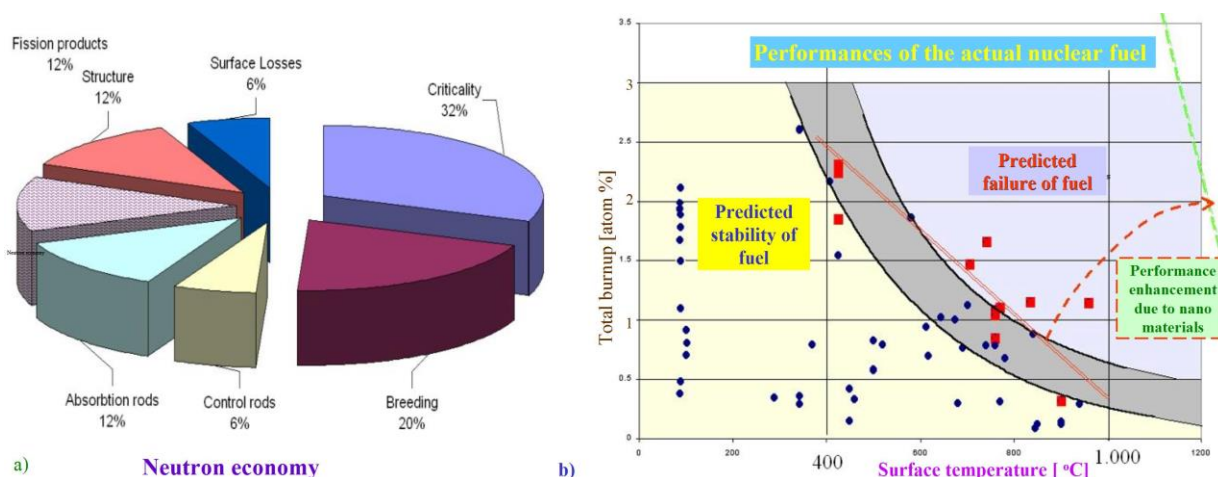 Fission products
12%
Structure
12%
Surface Losses
6%
Criticality
32%
Neutron economy
Absorbtion rods
12%
Control rods
6%
Breeding
20%
a)
Neutron economy
Performances of the actual nuclear fuel
Predicted
failure of fuel
Predicted
stability of
fuel
Performance
enhancement
due to nano
materials
Total burnup [atom %]
3.5
3
2.5
2
1.5
1
0.5
0
0
200
400
600
800
1.000
1200
b)
Surface temperature [ °C]